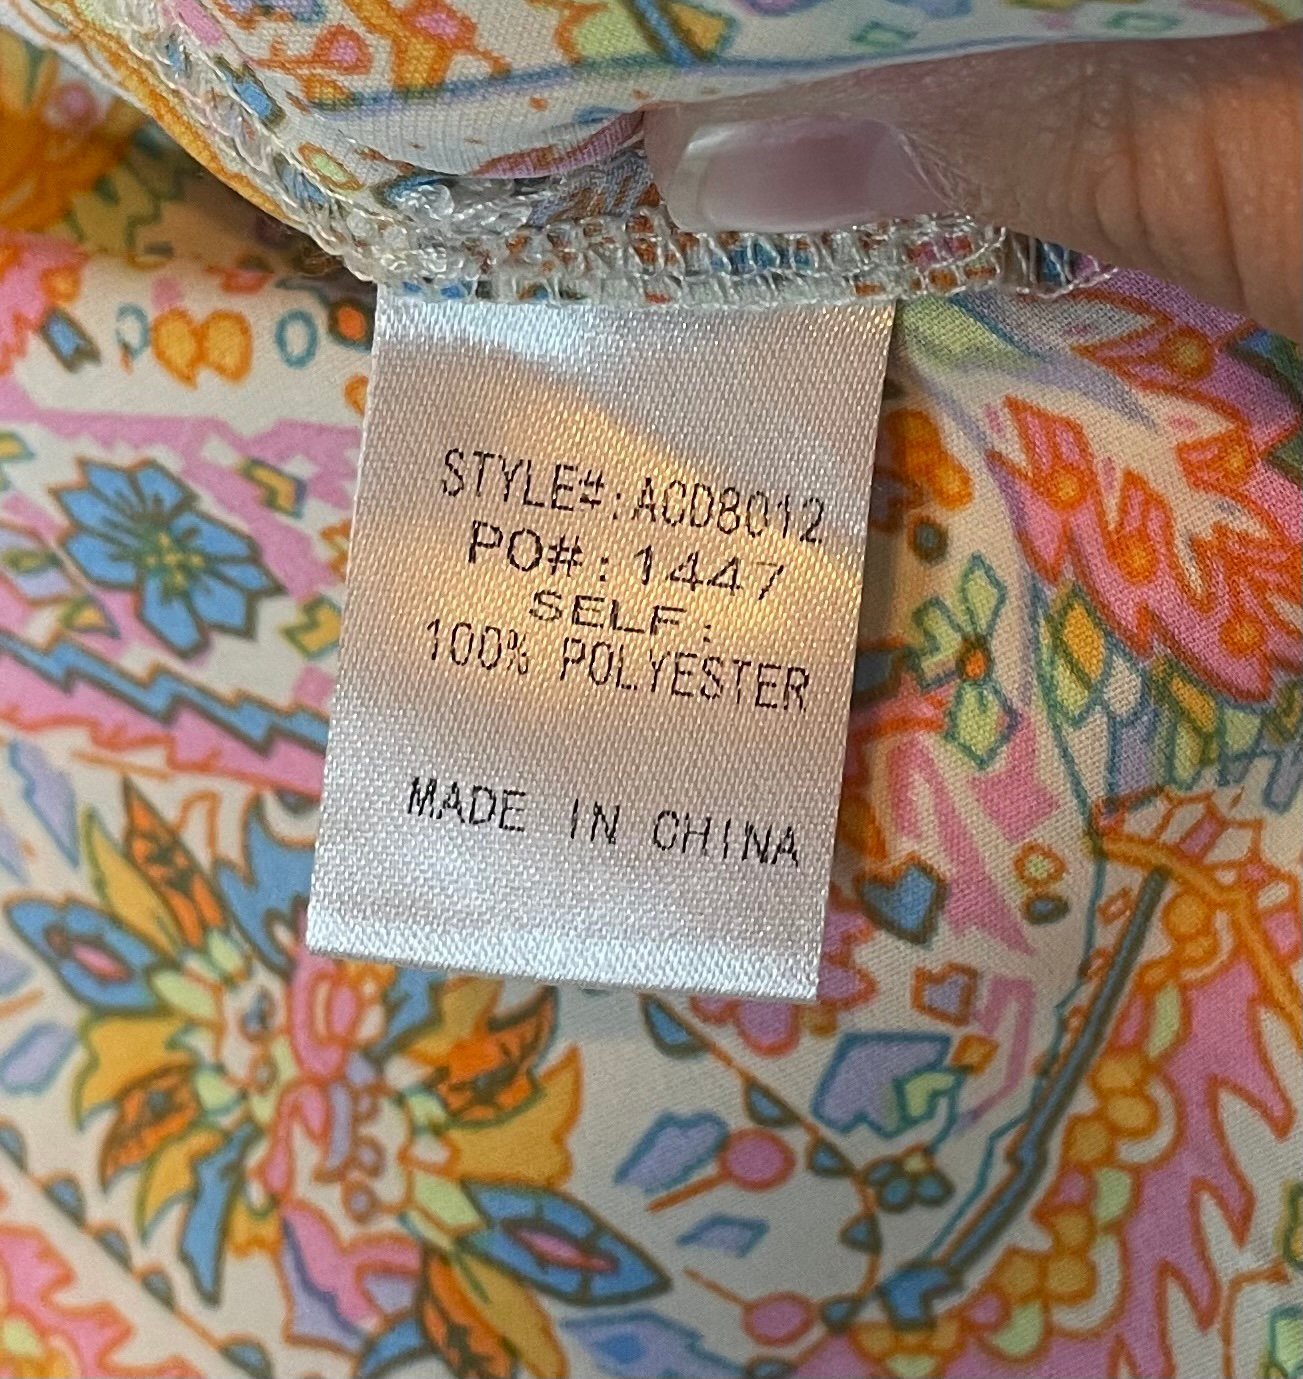 STYLE#:ACD8012
PO#:1447
SELF:
100% POLYESTER
MADE IN CHINA